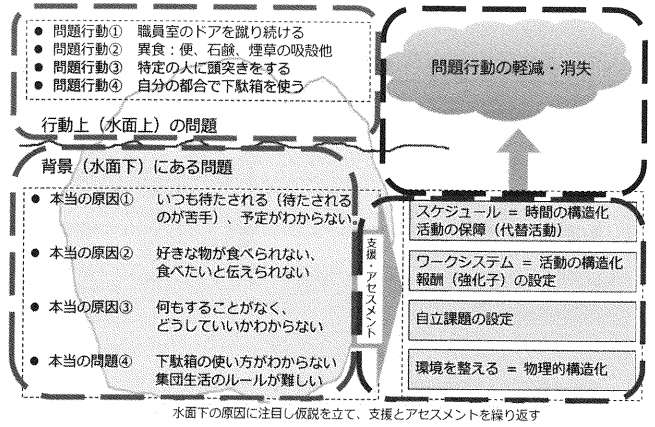 ● 問題行動① 職員室のドアを蹴り続ける
● 問題行動② 異食：便、石鹸、煙草の吸殻他
● 問題行動③ 特定の人に頭突きをする
● 問題行動④ 自分の都合で下駄箱を使う
行動上（水面上）の問題
問題行動の軽減・消失
背景（水面下）にある問題
● 本当の原因① いつも待たされる（待たされる
のが苦手）、予定がわからない。
● 本当の原因② 好きな物が食べられない、
食べたいと伝えられない
● 本当の原因③ 何もすることがなく、
どうしていいかわからない
● 本当の問題④ 下駄箱の使い方がわからない
集団生活のルールが難しい
支援・アセスメント
スケジュール ＝ 時間の構造化
活動の保障（代替活動）
ワークシステム ＝ 活動の構造化
報酬（強化子）の設定
自立課題の設定
環境を整える ＝ 物理的構造化
水面下の原因に注目し仮説を立て、支援とアセスメントを繰り返す